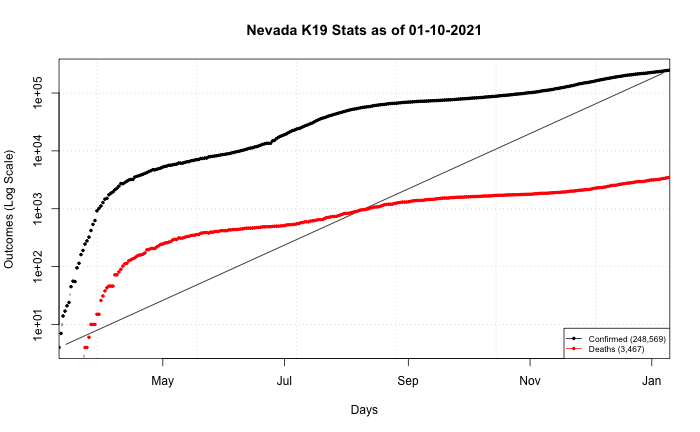 Nevada K19 Stats as of 01-10-2021
Outcomes (Log Scale)
1e+05
1e+04
1e+03
1e+02
1e+01
Confirmed (248,569)
Deaths (3,467)
May Jul Sep Nov Jan
Days